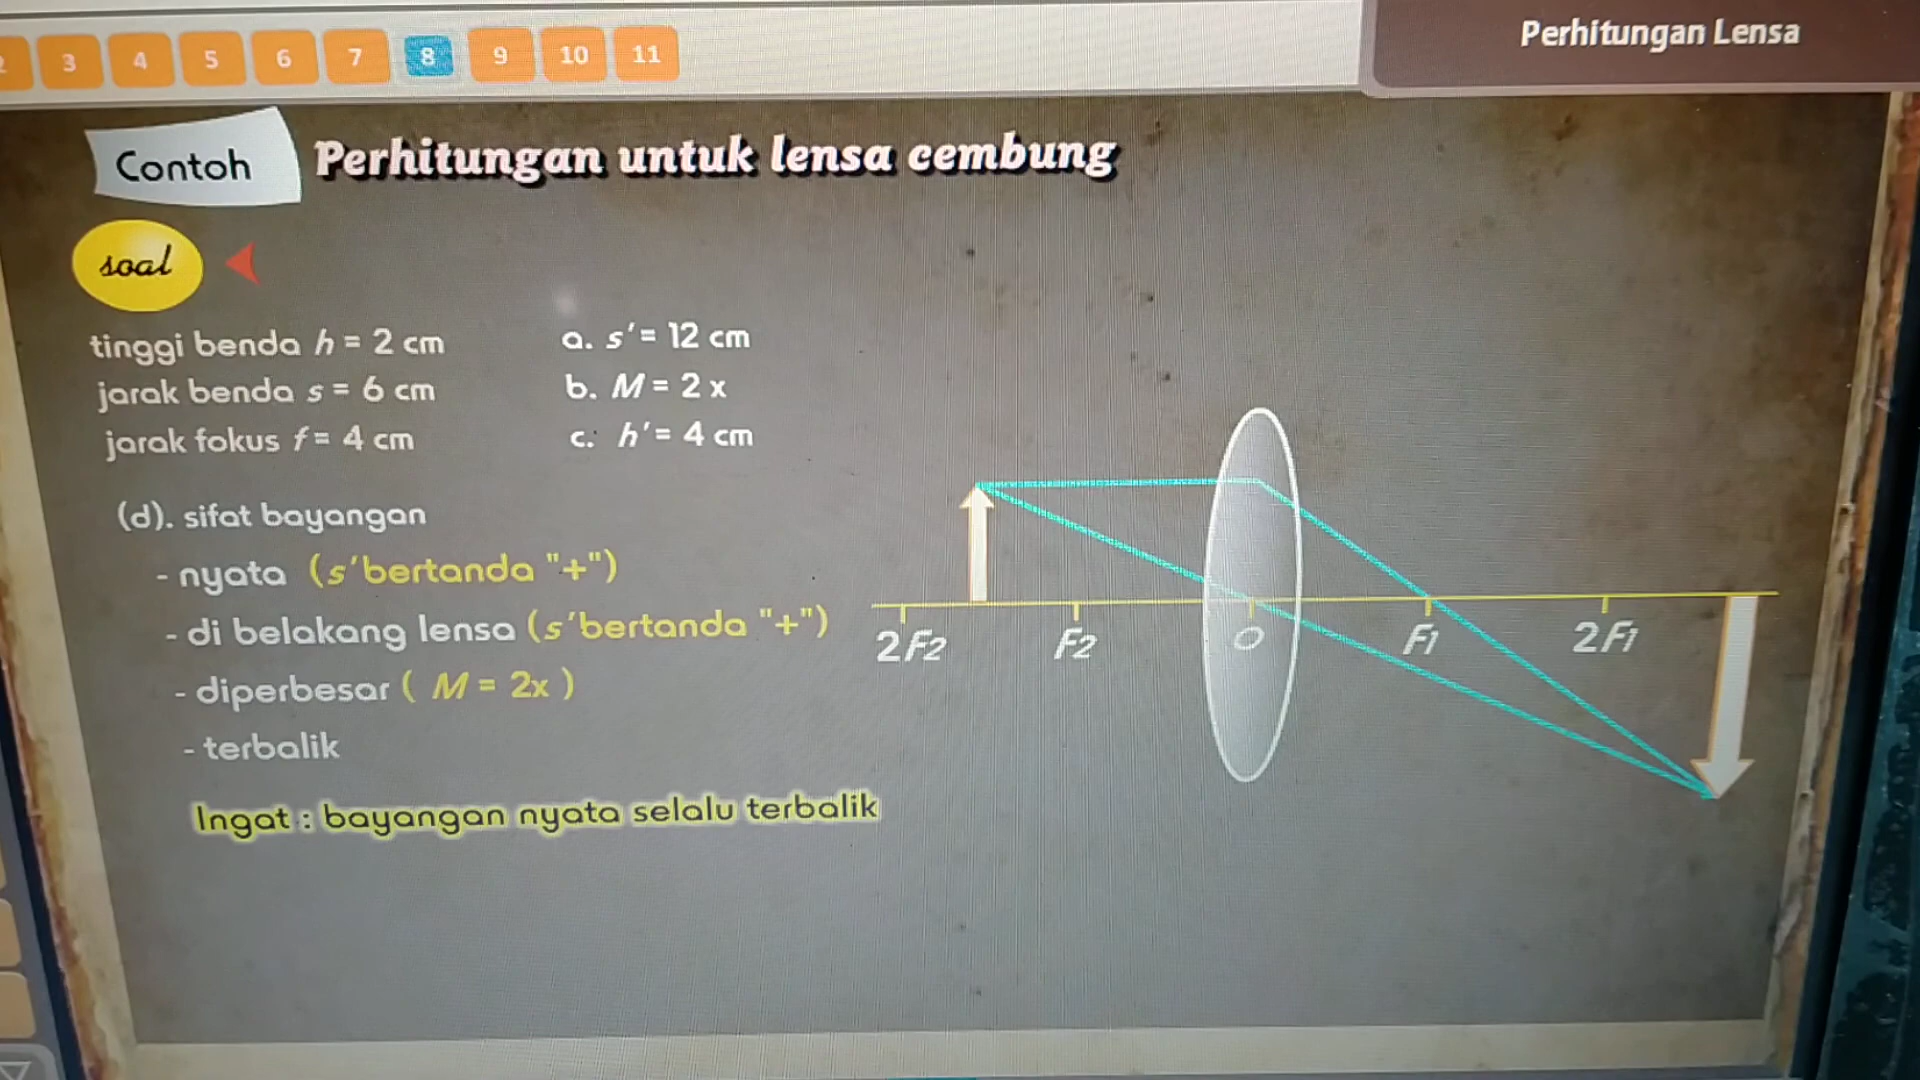 2 3 4 5 6 7 8 9 10 11
Perhitungan Lensa
Contoh
Perhitungan untuk lensa cembung
soal
tinggi benda h = 2 cm
jarak benda s = 6 cm
jarak fokus f = 4 cm
a. s' = 12 cm
b. M = 2 x
c. h' = 4 cm
(d). sifat bayangan
- nyata (s' bertanda "+")
- di belakang lensa (s' bertanda "+")
- diperbesar ( M = 2x )
- terbalik
Ingat : bayangan nyata selalu terbalik
2F2 F2 O F1 2F1